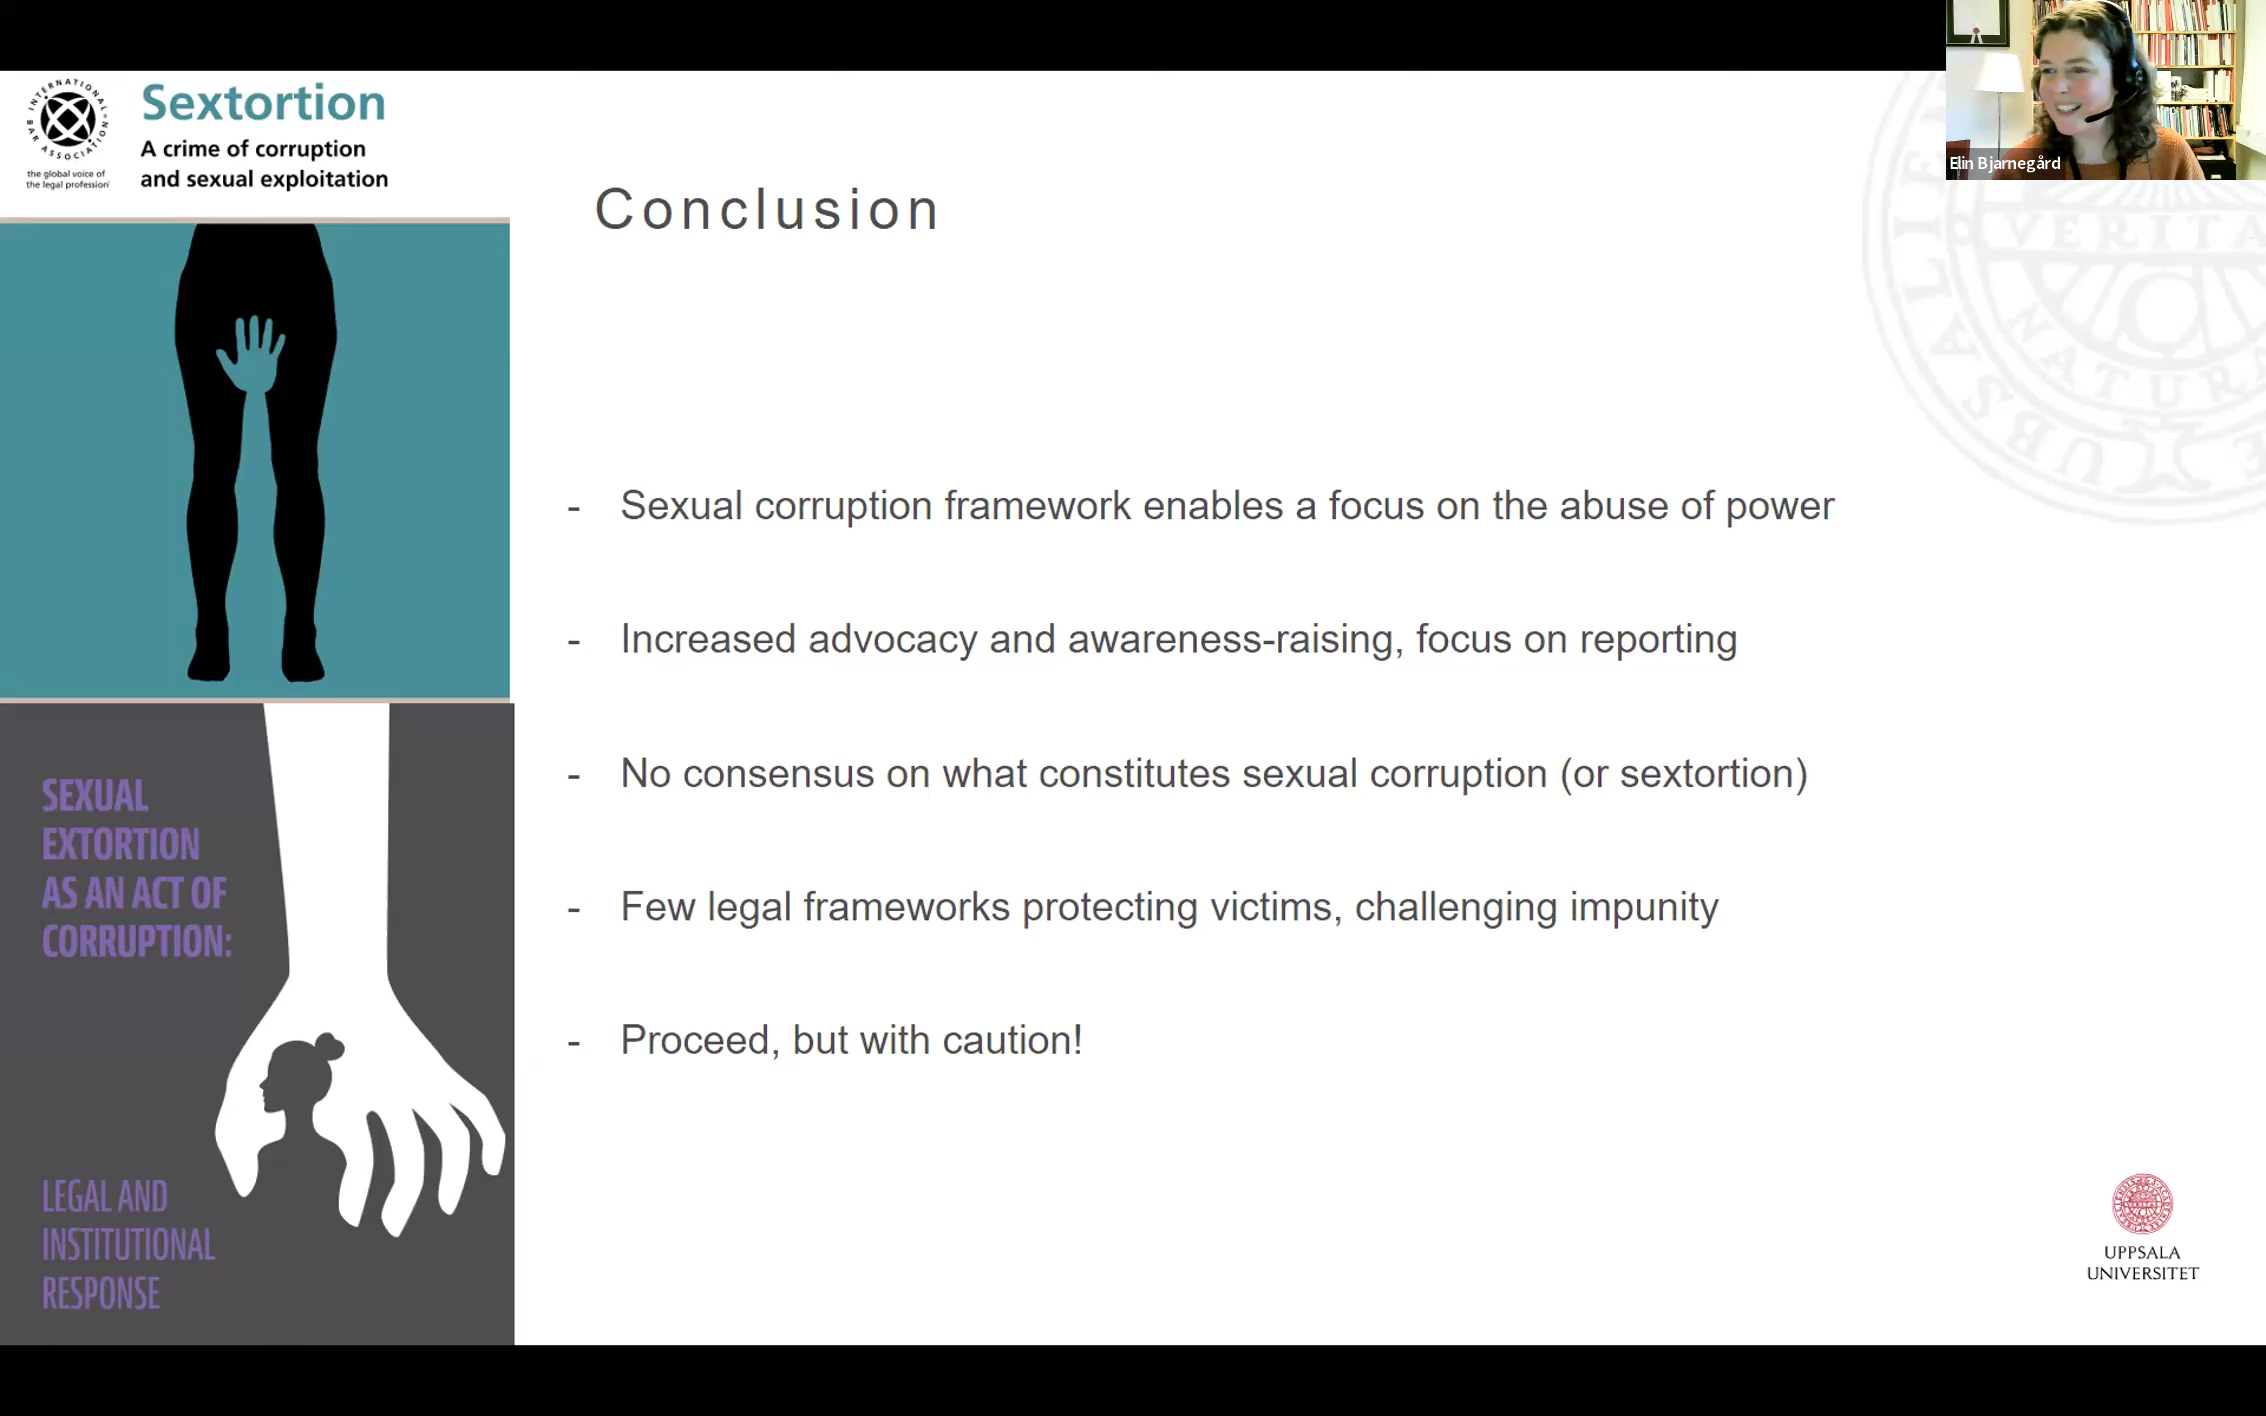 INTERNATIONAL BAR ASSOCIATION
the global voice of
the legal profession
Sextortion
A crime of corruption
and sexual exploitation
Elin Bjarnegård
Conclusion
- Sexual corruption framework enables a focus on the abuse of power
- Increased advocacy and awareness-raising, focus on reporting
- No consensus on what constitutes sexual corruption (or sextortion)
- Few legal frameworks protecting victims, challenging impunity
- Proceed, but with caution!
SEXUAL
EXTORTION
AS AN ACT OF
CORRUPTION:
LEGAL AND
INSTITUTIONAL
RESPONSE
UPPSALA
UNIVERSITET